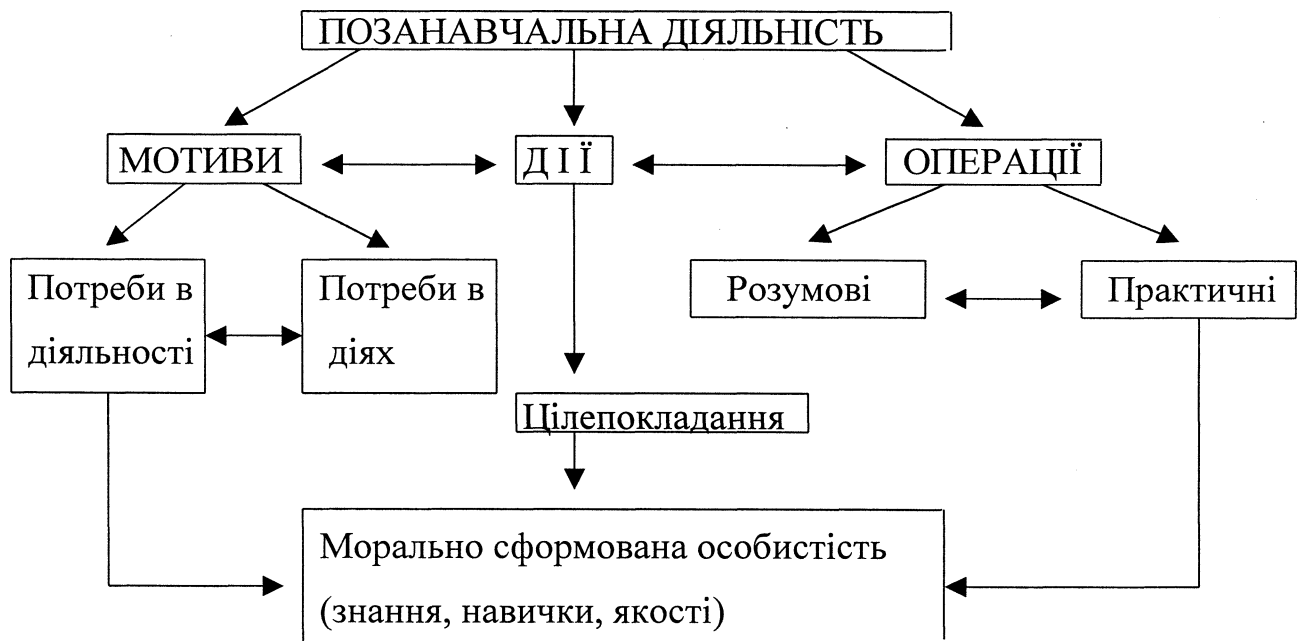 ПОЗАНАВЧАЛЬНА ДІЯЛЬНІСТЬ
МОТИВИ
Д І Ї
ОПЕРАЦІЇ
Потреби в
діяльності
Потреби в
діях
Розумові
Практичні
Цілепокладання
Морально сформована особистість
(знання, навички, якості)